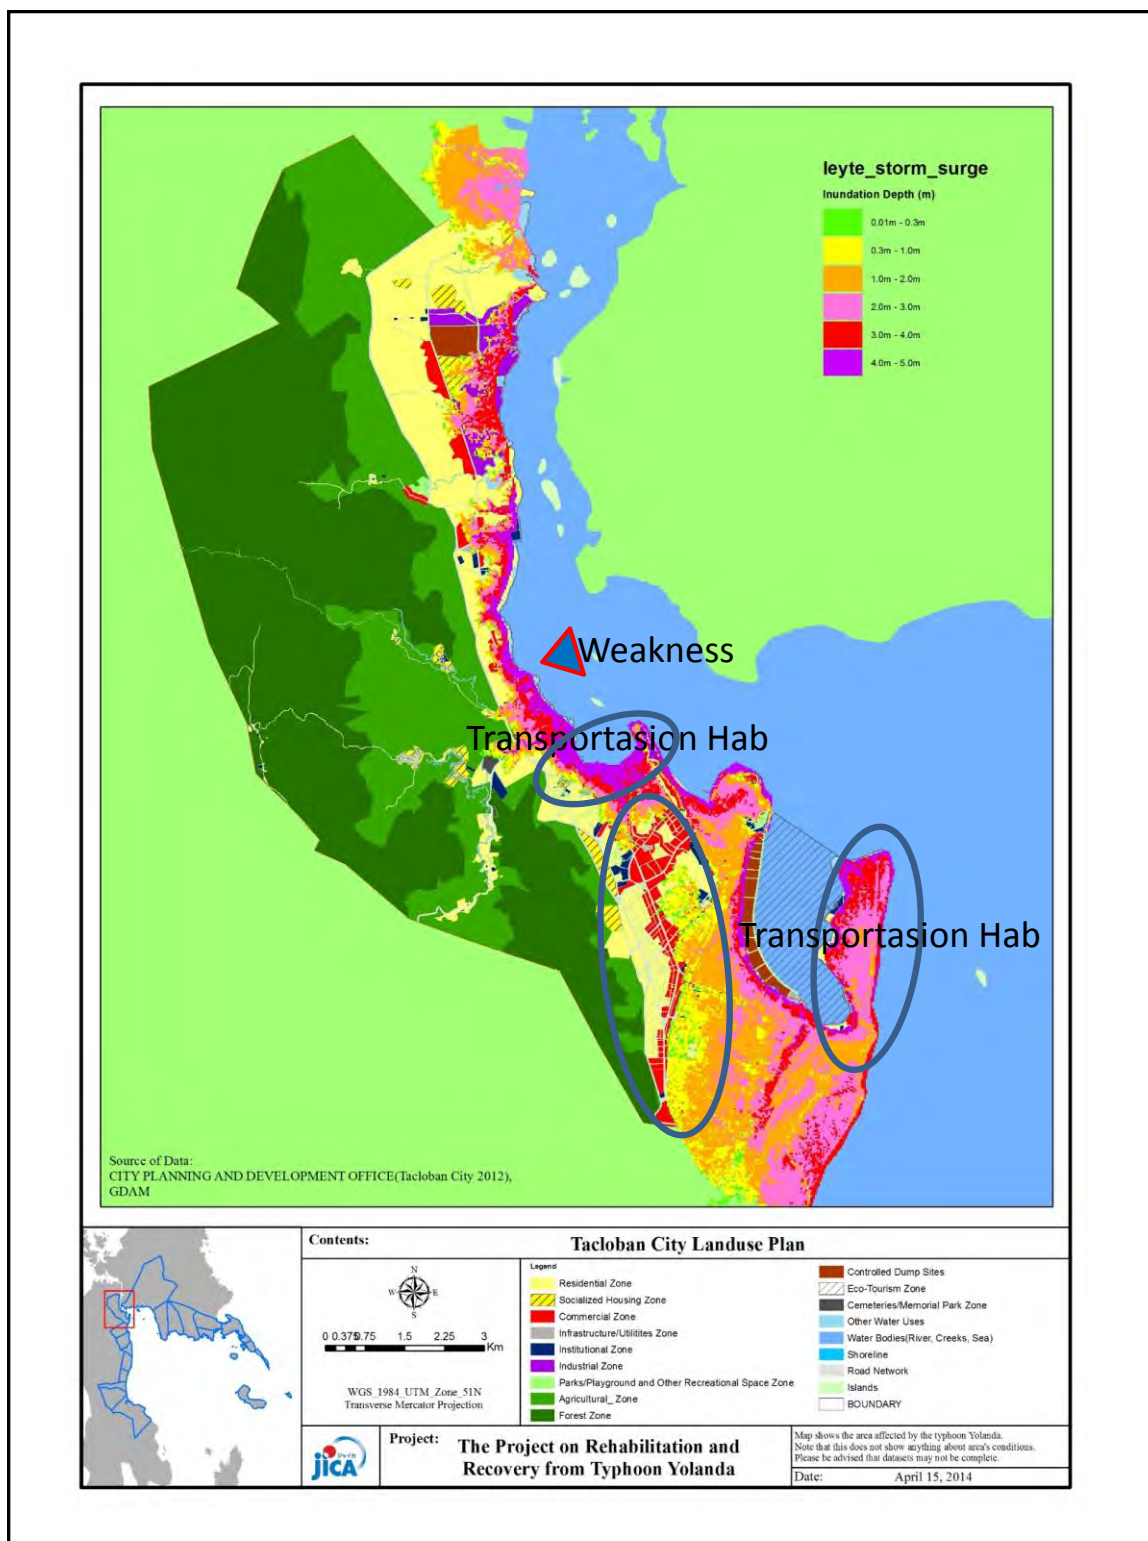 leyte_storm_surge
Inundation Depth (m)
0.01m - 0.3m
0.3m - 1.0m
1.0m - 2.0m
2.0m - 3.0m
3.0m - 4.0m
4.0m - 5.0m
Weakness
Transportasion Hab
Transportasion Hab
Source of Data:
CITY PLANNING AND DEVELOPMENT OFFICE(Tacloban City 2012),
GDAM
Contents:
Tacloban City Landuse Plan
N
W
E
S
0 0.375 0.75 1.5 2.25 3
Km
WGS_1984_UTM_Zone_51N
Transverse Mercator Projection
Legend
Residential Zone
Socialized Housing Zone
Commercial Zone
Infrastructure/Utilitites Zone
Institutional Zone
Industrial Zone
Parks/Playground and Other Recreational Space Zone
Agricultural_ Zone
Forest Zone
Controlled Dump Sites
Eco-Tourism Zone
Cemeteries/Memorial Park Zone
Other Water Uses
Water Bodies(River, Creeks, Sea)
Shoreline
Road Network
Islands
BOUNDARY
jICA
Project:
The Project on Rehabilitation and
Recovery from Typhoon Yolanda
Map shows the area affected by the typhoon Yolanda.
Note that this does not show anything about area's conditions.
Please be advised that datasets may not be complete.
Date: April 15, 2014